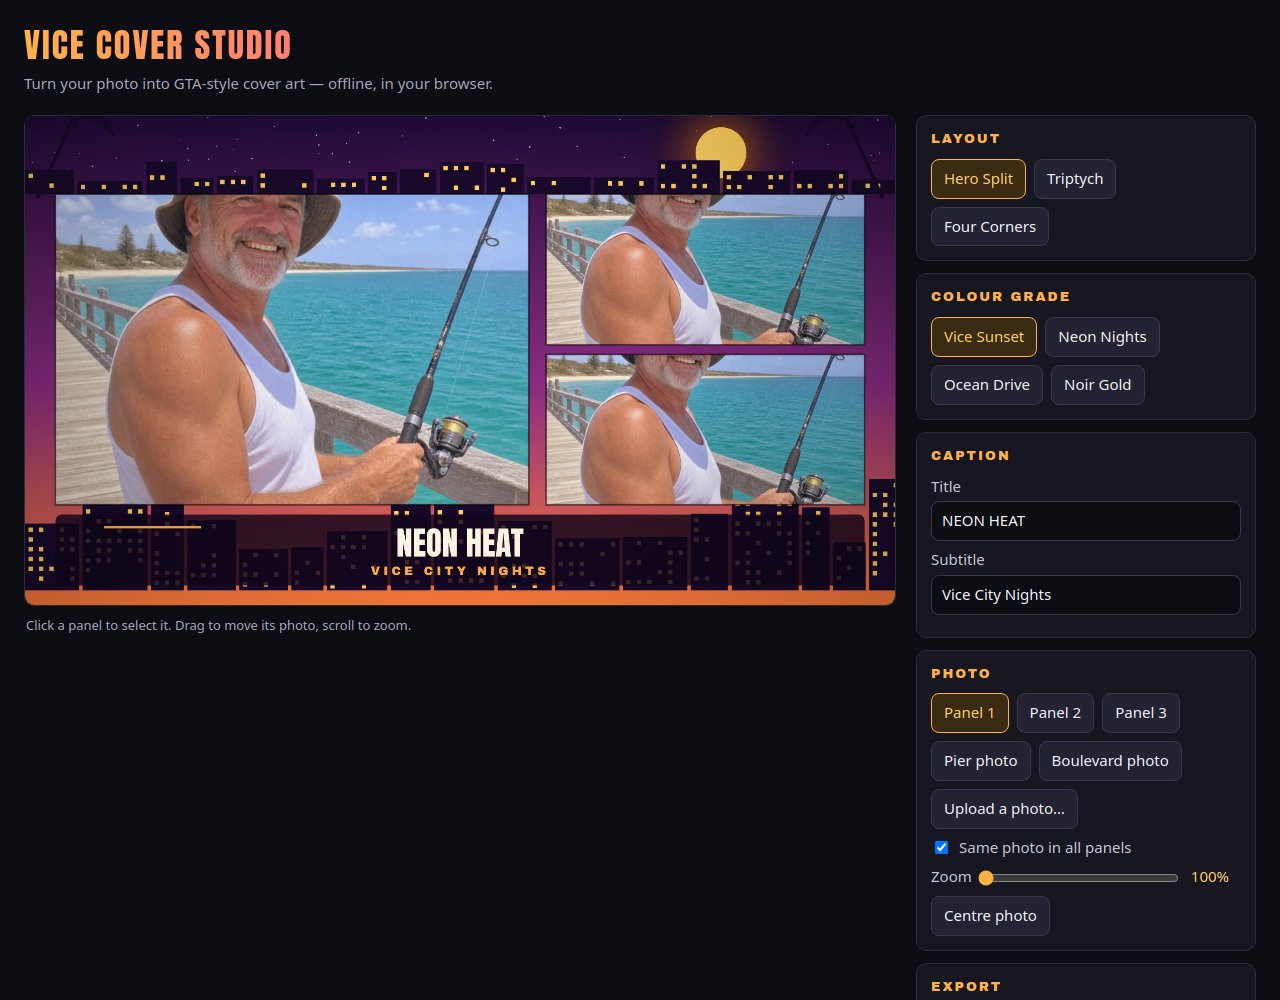 VICE COVER STUDIO
Turn your photo into GTA-style cover art — offline, in your browser.
NEON HEAT
VICE CITY NIGHTS
Click a panel to select it. Drag to move its photo, scroll to zoom.
LAYOUT
Hero Split
Triptych
Four Corners
COLOUR GRADE
Vice Sunset
Neon Nights
Ocean Drive
Noir Gold
CAPTION
Title
NEON HEAT
Subtitle
Vice City Nights
PHOTO
Panel 1
Panel 2
Panel 3
Pier photo
Boulevard photo
Upload a photo…
Same photo in all panels
Zoom
100%
Centre photo
EXPORT